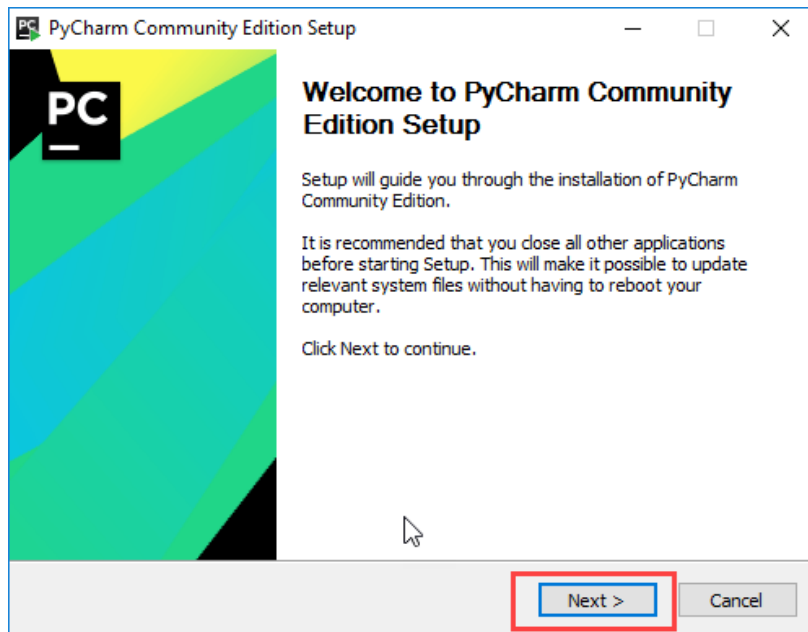 PyCharm Community Edition Setup
PC
Welcome to PyCharm Community
Edition Setup
Setup will guide you through the installation of PyCharm
Community Edition.
It is recommended that you close all other applications
before starting Setup. This will make it possible to update
relevant system files without having to reboot your
computer.
Click Next to continue.
Next >
Cancel